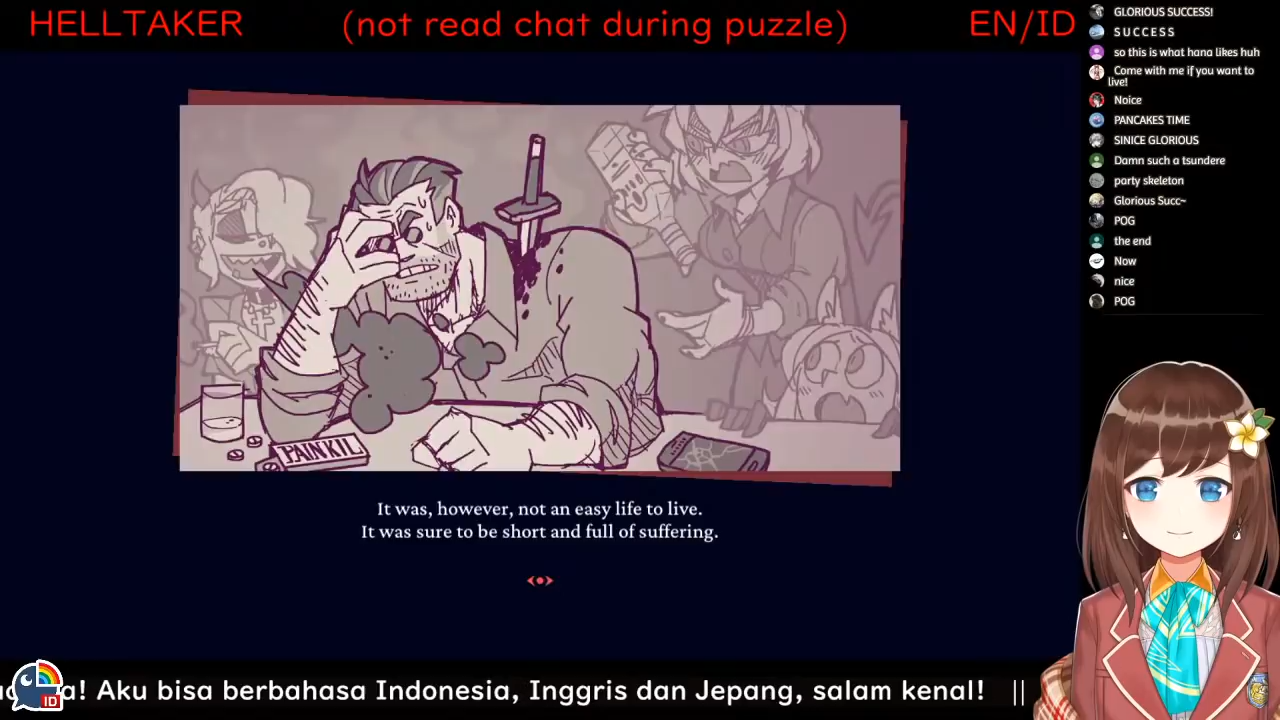 HELLTAKER
(not read chat during puzzle)
EN/ID
GLORIOUS SUCCESS!
S U C C E S S
so this is what hana likes huh
Come with me if you want to
live!
Noice
PANCAKES TIME
SINICE GLORIOUS
Damn such a tsundere
party skeleton
Glorious Succ~
POG
the end
Now
nice
POG
PAINKIL
It was, however, not an easy life to live.
It was sure to be short and full of suffering.
a! Aku bisa berbahasa Indonesia, Inggris dan Jepang, salam kenal! ||
ID